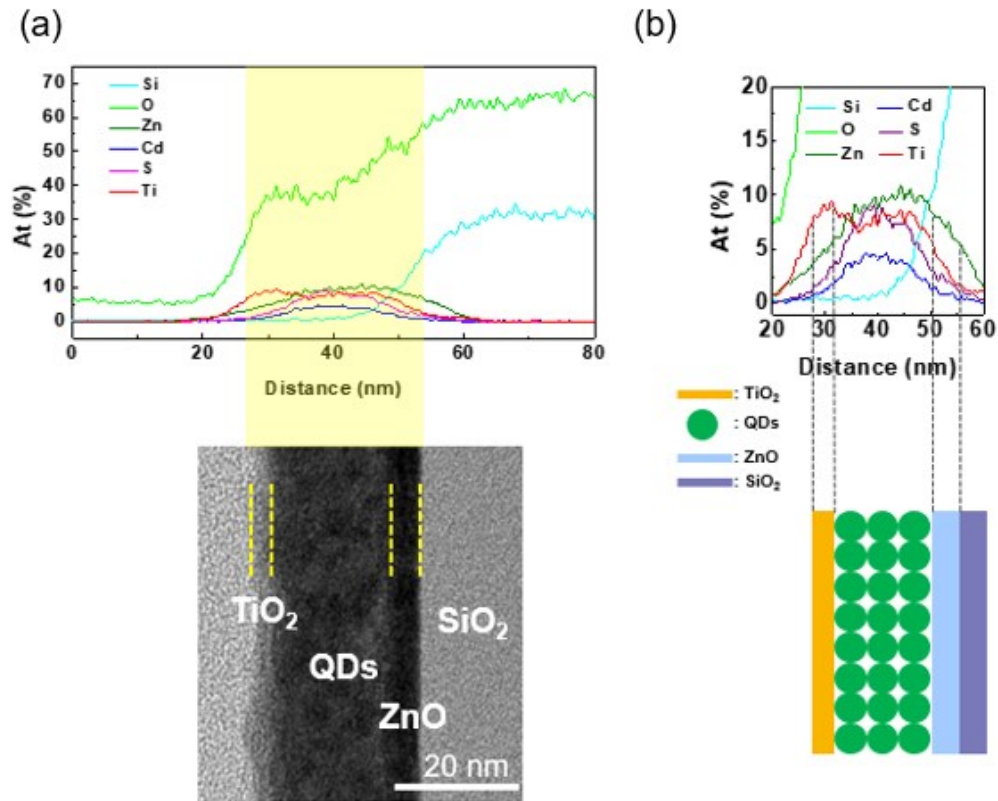 (a)
(b)
70
60
50
40
30
20
10
0
At (%)
Si
O
Zn
Cd
S
Ti
0 20 40 60 80
Distance (nm)
20
15
10
5
0
At (%)
Si Cd
O S
Zn Ti
20 30 40 50 60
Distance (nm)
: TiO₂
: QDs
: ZnO
: SiO₂
TiO₂
SiO₂
QDs
ZnO
20 nm